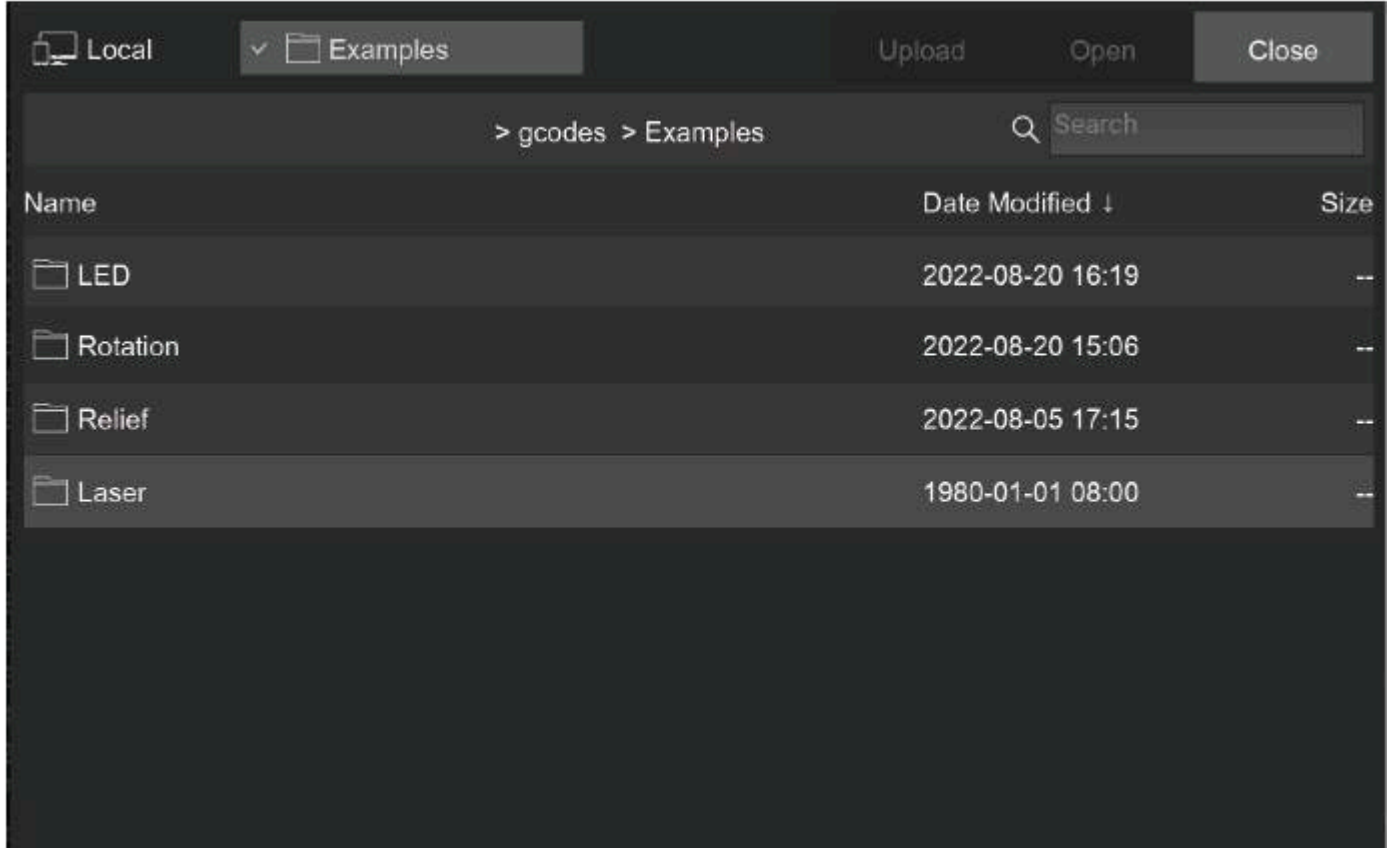 Local Examples Upload Open Close
> gcodes > Examples Search
Name Date Modified ↓ Size
LED 2022-08-20 16:19 --
Rotation 2022-08-20 15:06 --
Relief 2022-08-05 17:15 --
Laser 1980-01-01 08:00 --